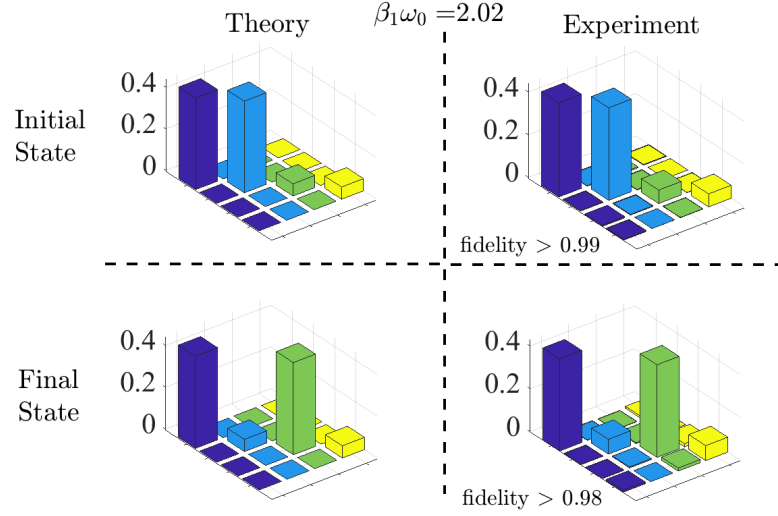 Theory
β₁ω₀ =2.02
Experiment
Initial
State
0.4
0.2
0
0.4
0.2
0
fidelity > 0.99
Final
State
0.4
0.2
0
0.4
0.2
0
fidelity > 0.98